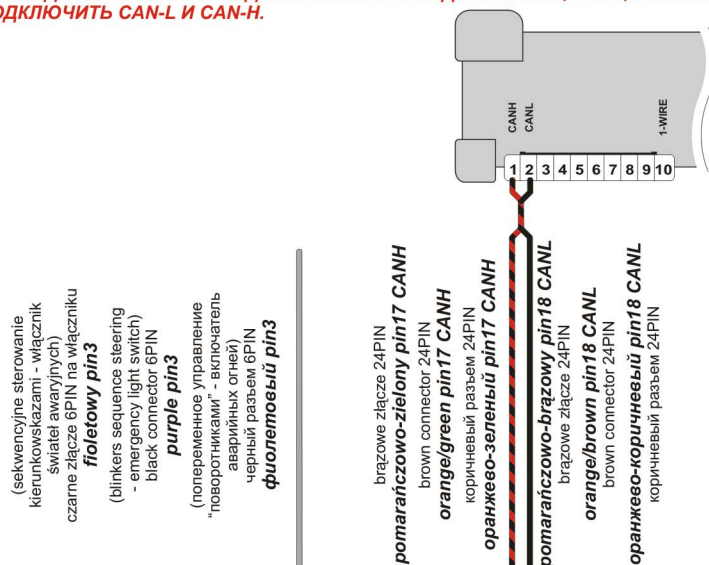 ОДКЛЮЧИТЬ CAN-L И CAN-H.
CANH
CANL
1-WIRE
1 2 3 4 5 6 7 8 9 10
(sekwencyjne sterowanie
kierunkowskazami - włącznik
świateł awaryjnych)
czarne złącze 6PIN na włączniku
fioletowy pin3
(blinkers sequence steering
- emergency light switch)
black connector 6PIN
purple pin3
(попеременное управление
"поворотниками" - включатель
аварийных огней)
черный разъем 6PIN
фиолетовый pin3
brązowe złącze 24PIN
pomarańczowo-zielony pin17 CANH
brown connector 24PIN
orange/green pin17 CANH
коричневый разъем 24PIN
оранжево-зеленый pin17 CANH
pomarańczowo-brązowy pin18 CANL
brązowe złącze 24PIN
orange/brown pin18 CANL
brown connector 24PIN
оранжево-коричневый pin18 CANL
коричневый разъем 24PIN